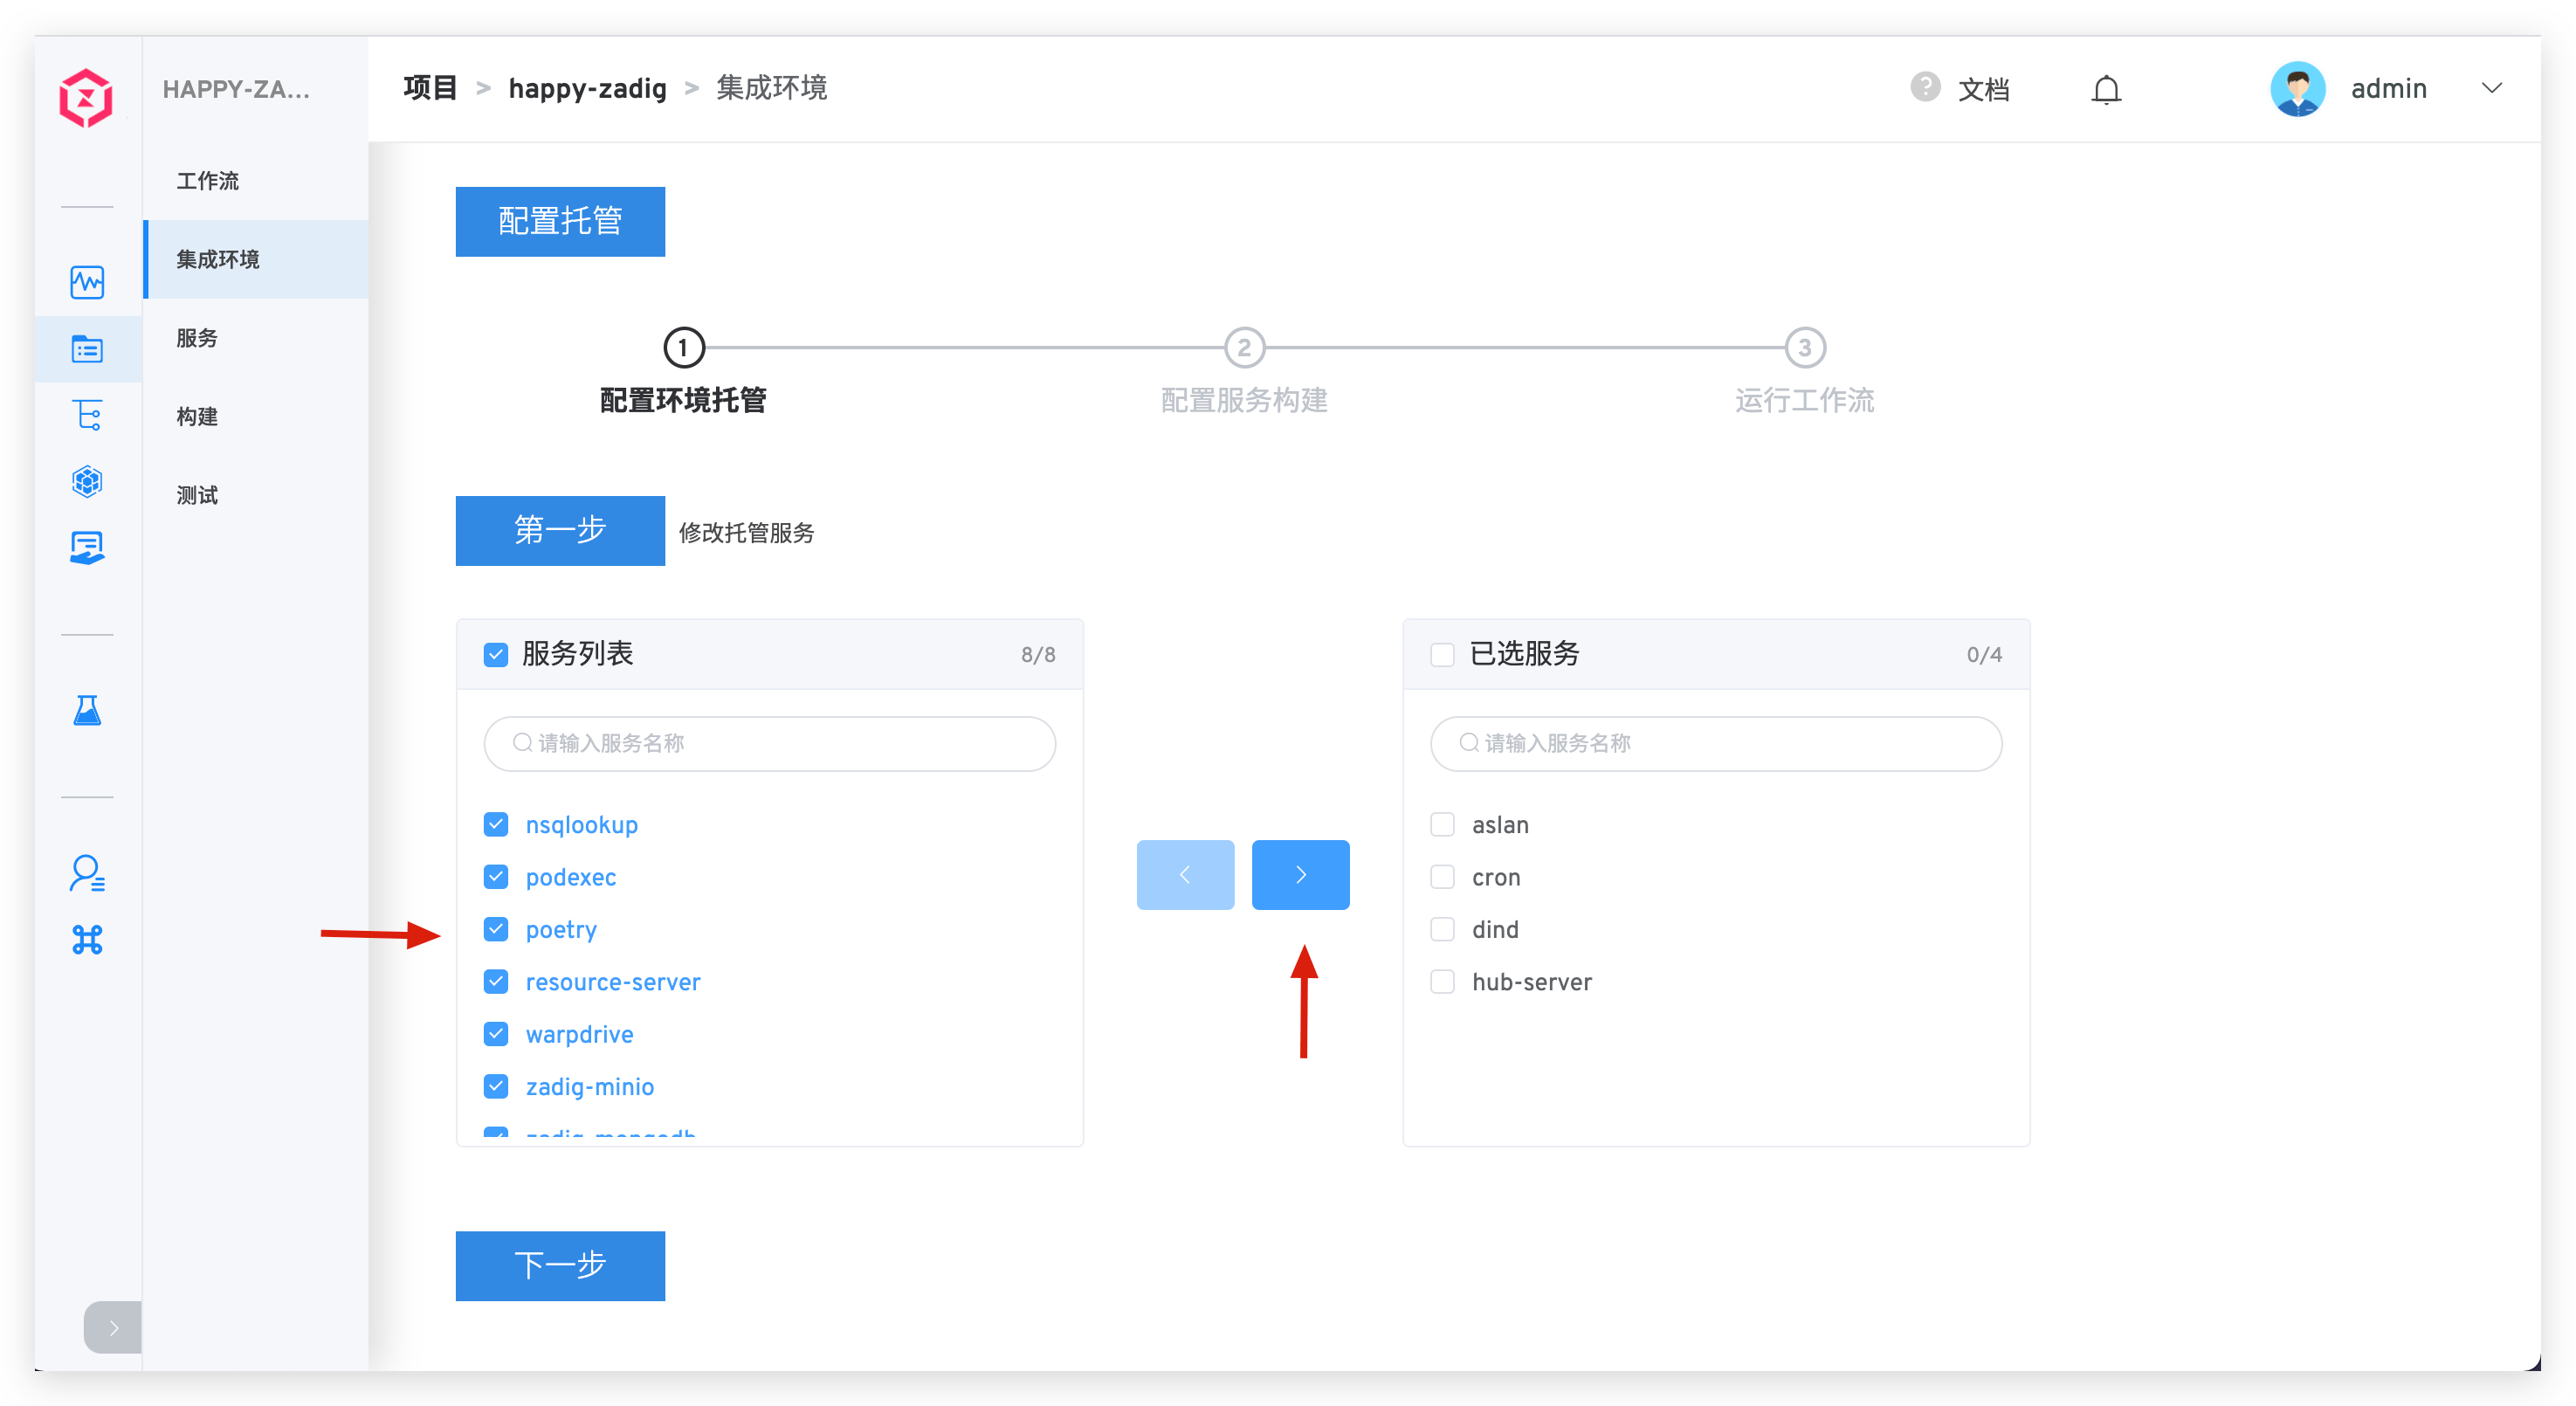 HAPPY-ZA...
项目 > happy-zadig > 集成环境
? 文档
admin
工作流
集成环境
服务
构建
测试
配置托管
1
2
3
配置环境托管
配置服务构建
运行工作流
第一步 修改托管服务
服务列表 8/8
请输入服务名称
nsqlookup
podexec
poetry
resource-server
warpdrive
zadig-minio
zadig-mongodb
已选服务 0/4
请输入服务名称
aslan
cron
dind
hub-server
下一步